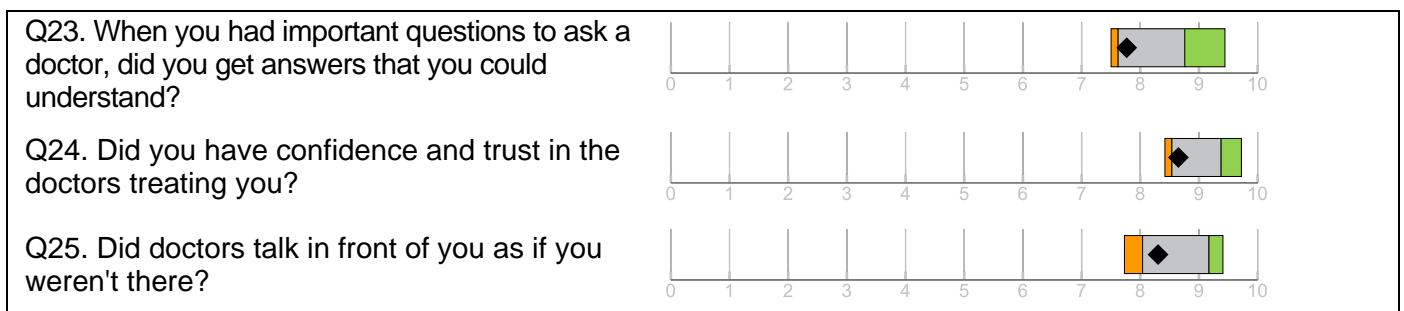 Q23. When you had important questions to ask a
doctor, did you get answers that you could
understand?
0 1 2 3 4 5 6 7 8 9 10
Q24. Did you have confidence and trust in the
doctors treating you?
0 1 2 3 4 5 6 7 8 9 10
Q25. Did doctors talk in front of you as if you
weren't there?
0 1 2 3 4 5 6 7 8 9 10